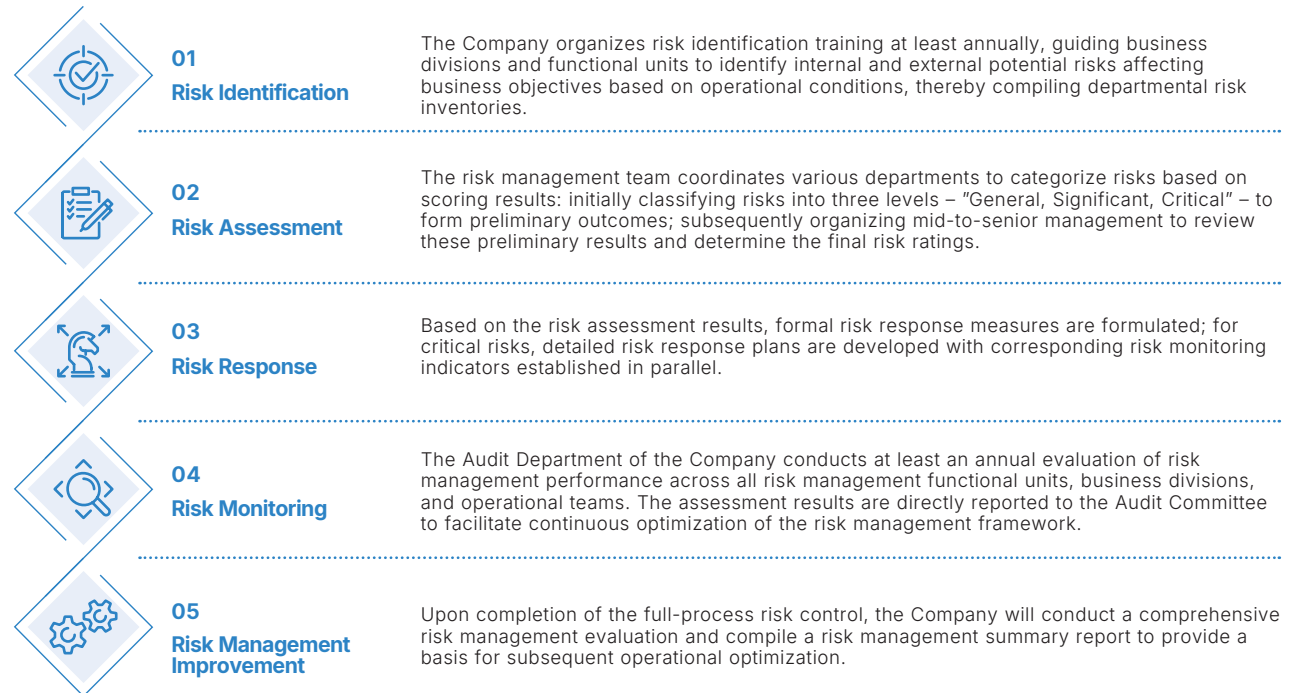 01
Risk Identification
The Company organizes risk identification training at least annually, guiding business
divisions and functional units to identify internal and external potential risks affecting
business objectives based on operational conditions, thereby compiling departmental risk
inventories.
02
Risk Assessment
The risk management team coordinates various departments to categorize risks based on
scoring results: initially classifying risks into three levels – ”General, Significant, Critical” – to
form preliminary outcomes; subsequently organizing mid-to-senior management to review
these preliminary results and determine the final risk ratings.
03
Risk Response
Based on the risk assessment results, formal risk response measures are formulated; for
critical risks, detailed risk response plans are developed with corresponding risk monitoring
indicators established in parallel.
04
Risk Monitoring
The Audit Department of the Company conducts at least an annual evaluation of risk
management performance across all risk management functional units, business divisions,
and operational teams. The assessment results are directly reported to the Audit Committee
to facilitate continuous optimization of the risk management framework.
05
Risk Management
Improvement
Upon completion of the full-process risk control, the Company will conduct a comprehensive
risk management evaluation and compile a risk management summary report to provide a
basis for subsequent operational optimization.